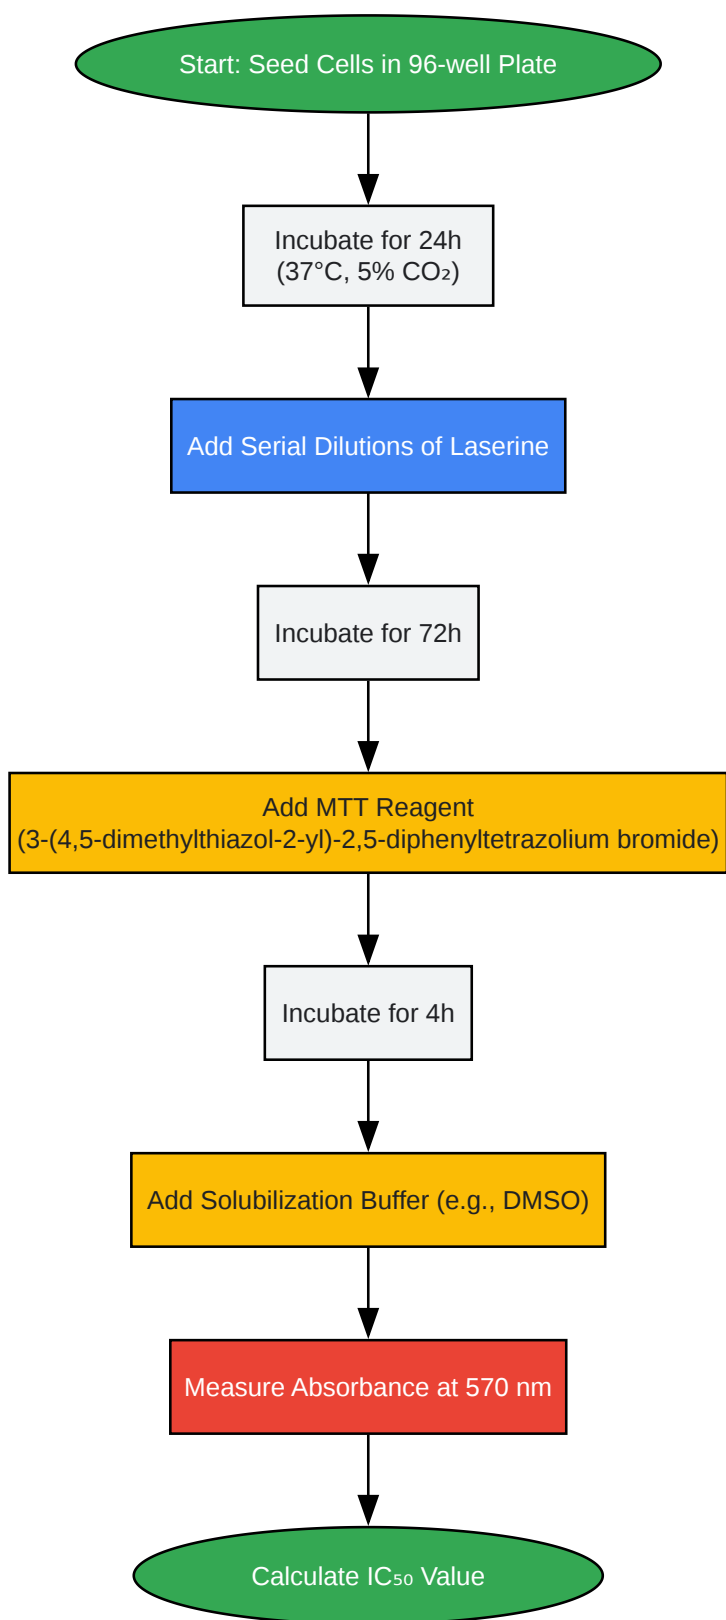 Start: Seed Cells in 96-well Plate
Incubate for 24h
(37°C, 5% CO₂)
Add Serial Dilutions of Laserine
Incubate for 72h
Add MTT Reagent
(3-(4,5-dimethylthiazol-2-yl)-2,5-diphenyltetrazolium bromide)
Incubate for 4h
Add Solubilization Buffer (e.g., DMSO)
Measure Absorbance at 570 nm
Calculate IC₅₀ Value